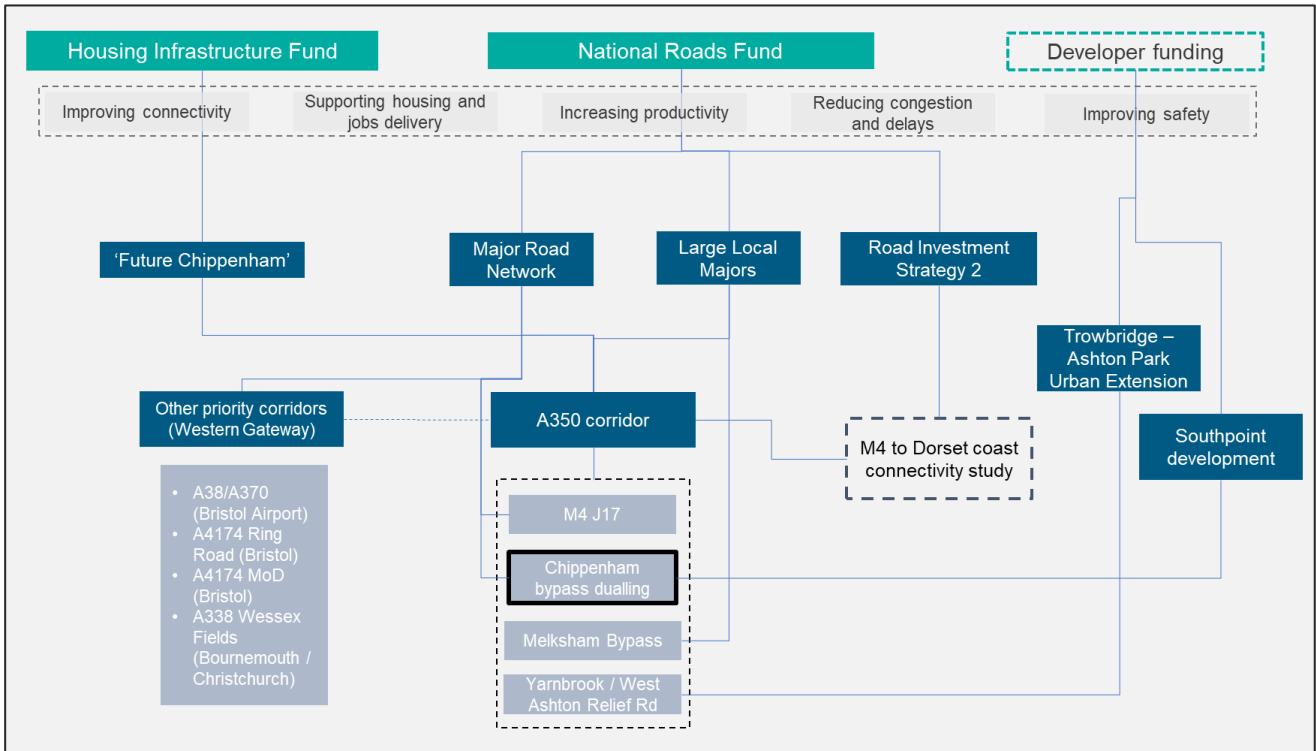 Housing Infrastructure Fund
National Roads Fund
Developer funding
Improving connectivity
Supporting housing and
jobs delivery
Increasing productivity
Reducing congestion
and delays
Improving safety
‘Future Chippenham’
Major Road
Network
Large Local
Majors
Road Investment
Strategy 2
Trowbridge –
Ashton Park
Urban Extension
Other priority corridors
(Western Gateway)
A350 corridor
M4 to Dorset coast
connectivity study
Southpoint
development
• A38/A370
(Bristol Airport)
• A4174 Ring
Road (Bristol)
• A4174 MoD
(Bristol)
• A338 Wessex
Fields
(Bournemouth /
Christchurch)
M4 J17
Chippenham
bypass dualling
Melksham Bypass
Yarnbrook / West
Ashton Relief Rd